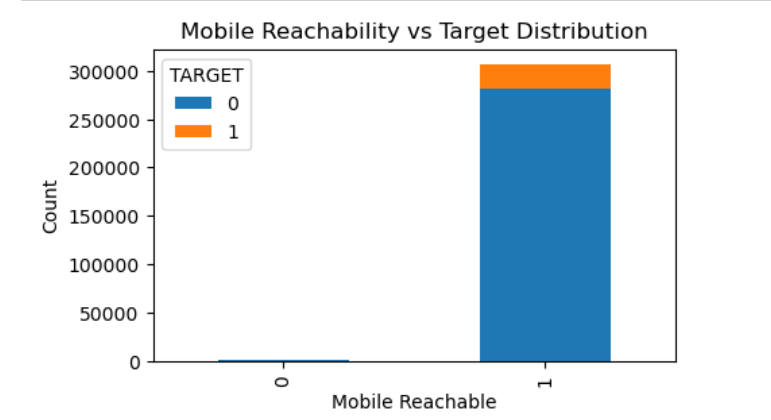 Mobile Reachability vs Target Distribution
TARGET
0
1
300000
250000
200000
150000
100000
50000
0
Count
0
1
Mobile Reachable